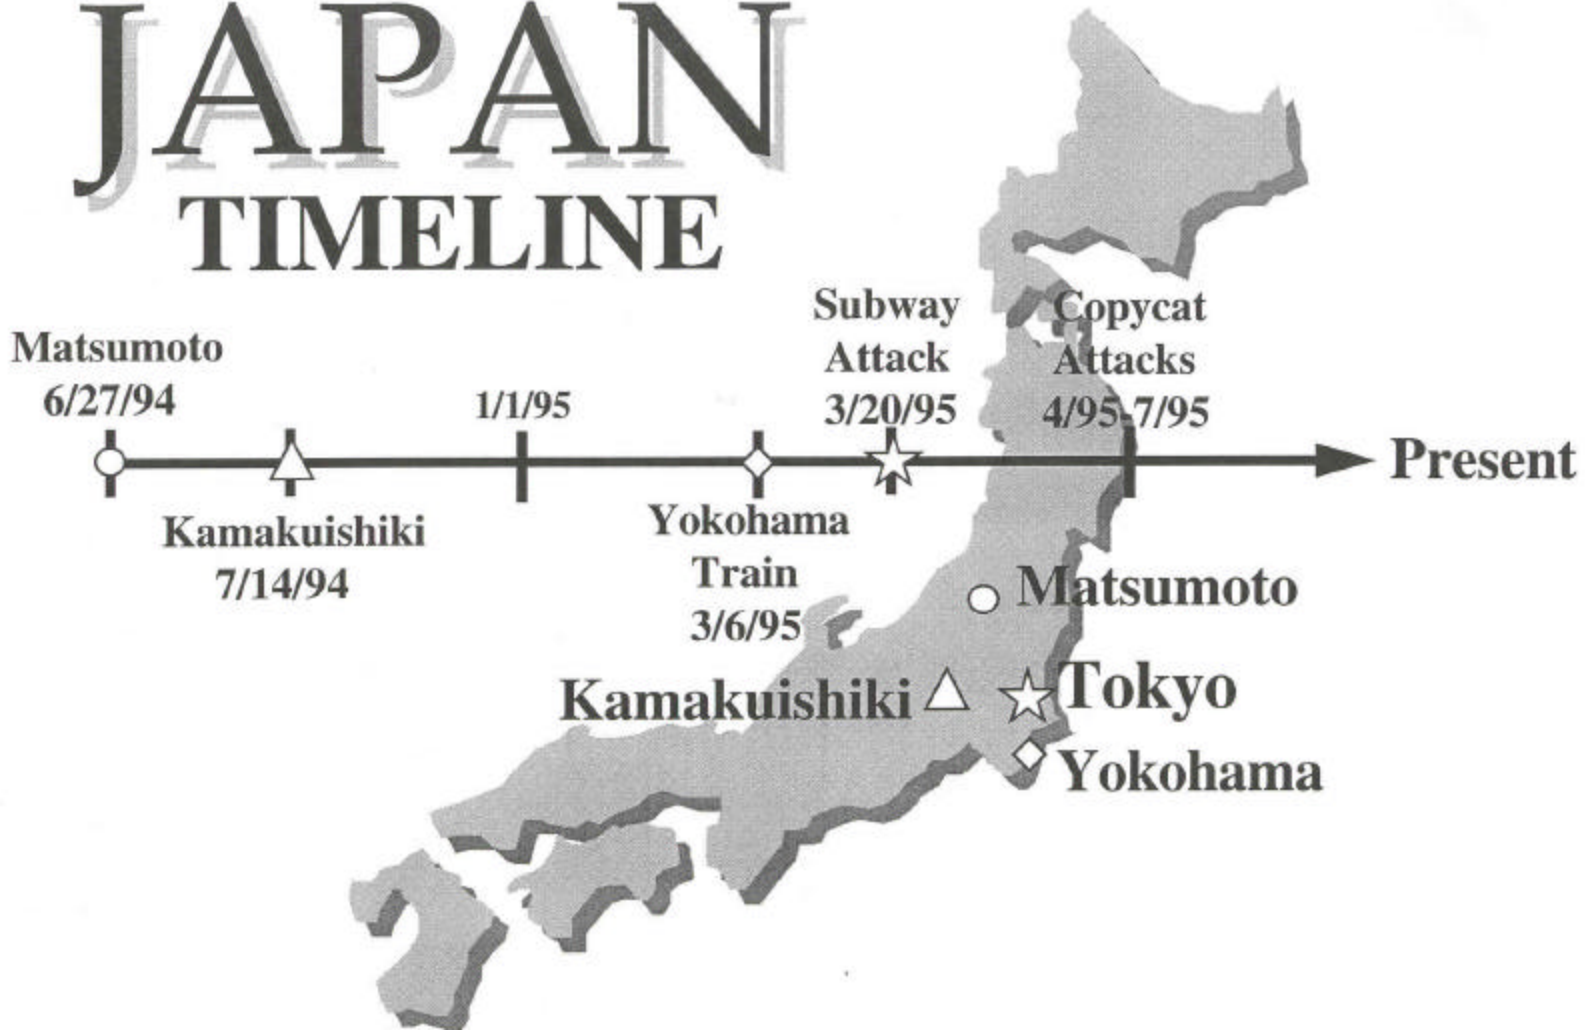 JAPAN
TIMELINE
Matsumoto
6/27/94
1/1/95
Subway
Attack
3/20/95
Copycat
Attacks
4/95-7/95
Present
Kamakuishiki
7/14/94
Yokohama
Train
3/6/95
Matsumoto
Kamakuishiki
Tokyo
Yokohama